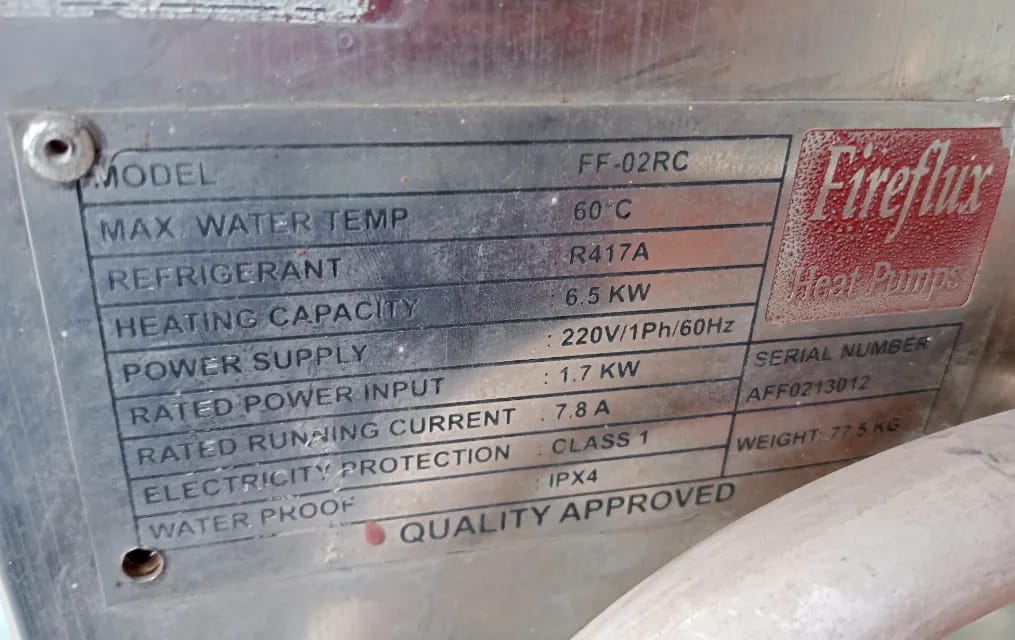 MODEL FF-02RC
MAX. WATER TEMP 60°C
REFRIGERANT R417A
HEATING CAPACITY : 6.5 KW
POWER SUPPLY : 220V/1Ph/60Hz
RATED POWER INPUT : 1.7 KW
RATED RUNNING CURRENT : 7.8 A
ELECTRICITY PROTECTION : CLASS 1
WATER PROOF : IPX4
QUALITY APPROVED
Fireflux
Heat Pumps
SERIAL NUMBER
AFF0213012
WEIGHT: 77.5 KG